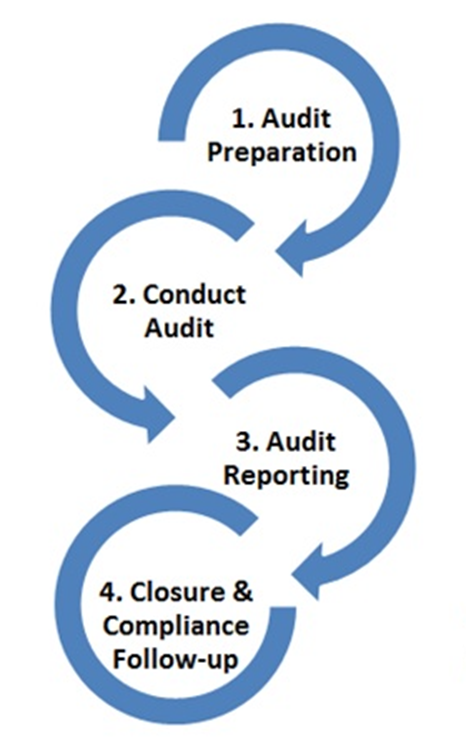 1. Audit
Preparation
2. Conduct
Audit
3. Audit
Reporting
4. Closure &
Compliance
Follow-up